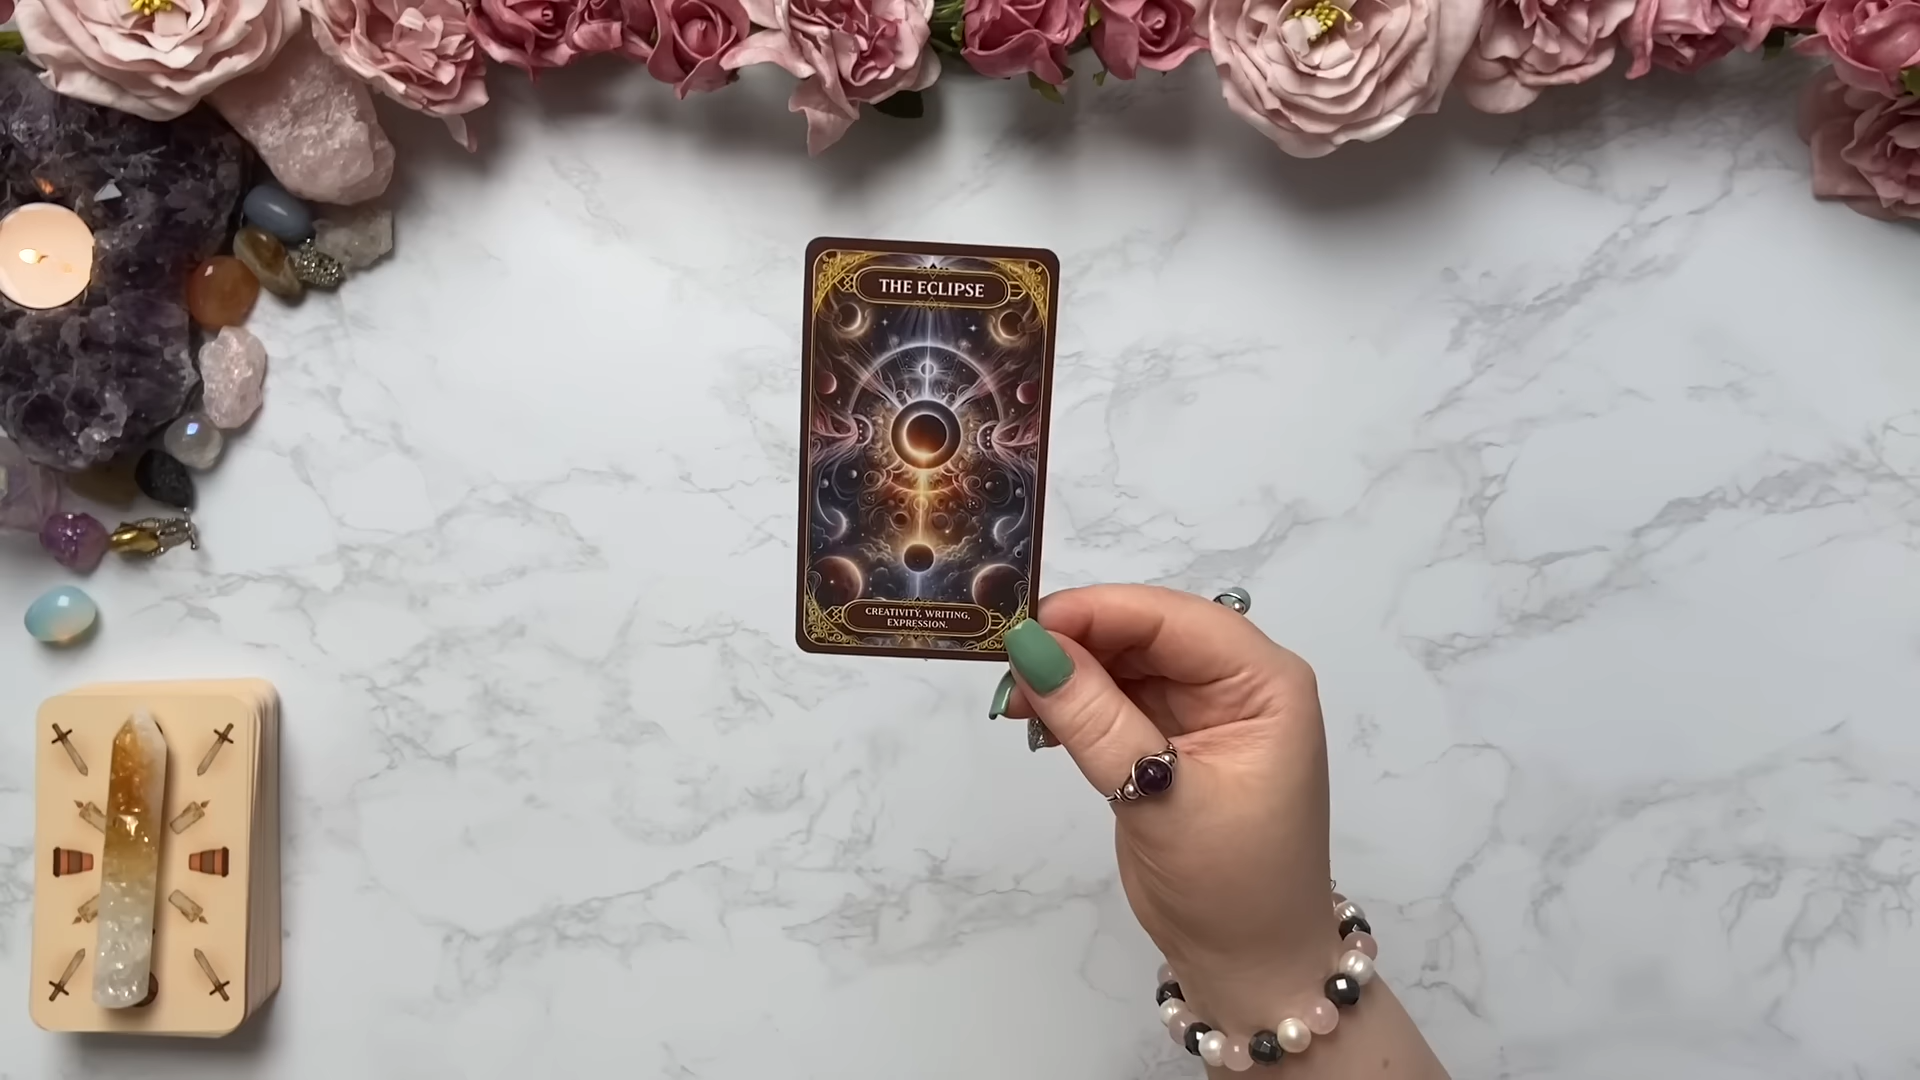 THE ECLIPSE
CREATIVITY, WRITING,
EXPRESSION.